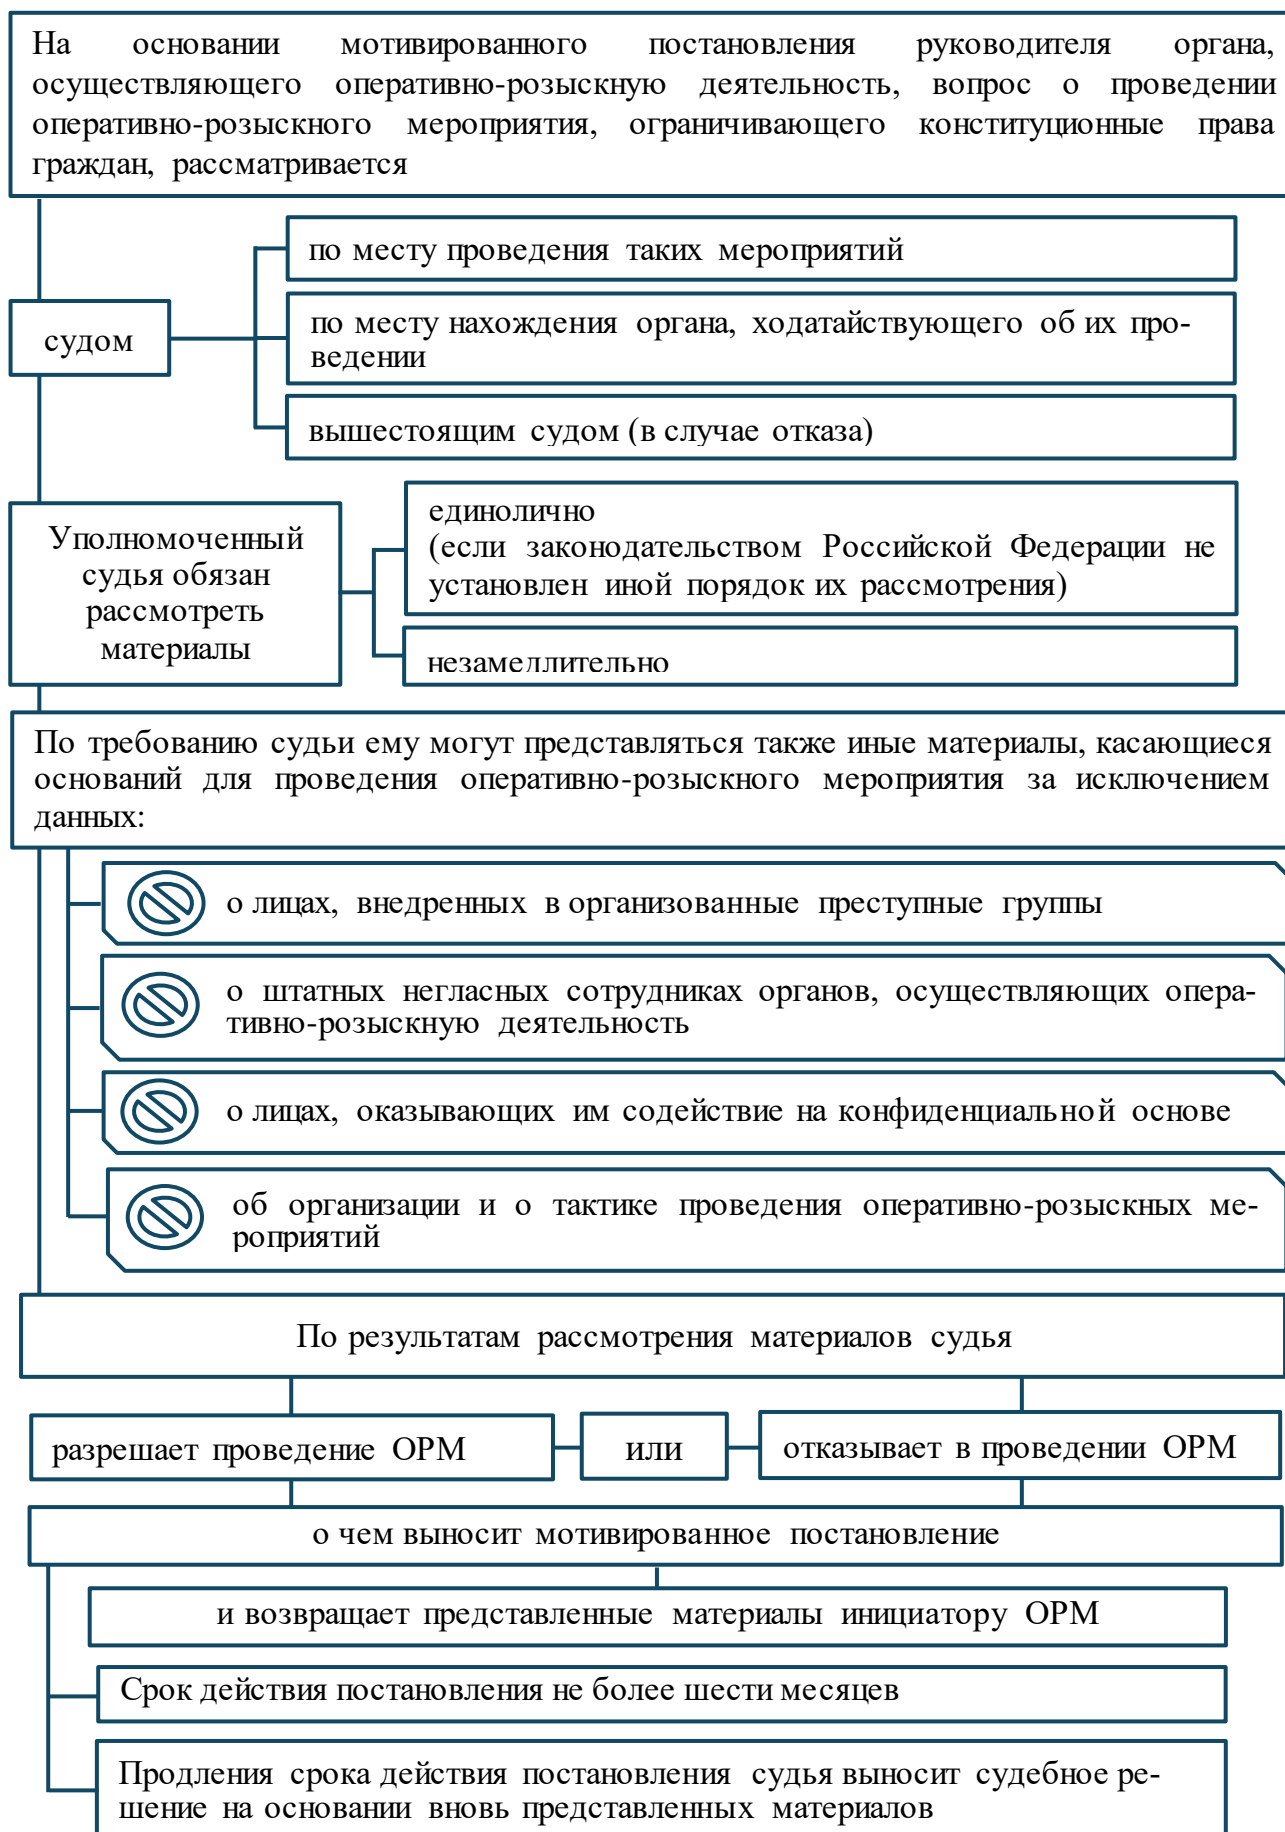 На основании мотивированного постановления руководителя органа,
осуществляющего оперативно-розыскную деятельность, вопрос о проведении
оперативно-розыскного мероприятия, ограничивающего конституционные права
граждан, рассматривается
по месту проведения таких мероприятий
судом
по месту нахождения органа, ходатайствующего об их про-
ведении
вышестоящим судом (в случае отказа)
Уполномоченный
судья обязан
рассмотреть
материалы
единолично
(если законодательством Российской Федерации не
установлен иной порядок их рассмотрения)
незамедлительно
По требованию судьи ему могут представляться также иные материалы, касающиеся
оснований для проведения оперативно-розыскного мероприятия за исключением
данных:
о лицах, внедренных в организованные преступные группы
о штатных негласных сотрудниках органов, осуществляющих опера-
тивно-розыскную деятельность
о лицах, оказывающих им содействие на конфиденциальной основе
об организации и о тактике проведения оперативно-розыскных ме-
роприятий
По результатам рассмотрения материалов судья
разрешает проведение ОРМ
или
отказывает в проведении ОРМ
о чем выносит мотивированное постановление
и возвращает представленные материалы инициатору ОРМ
Срок действия постановления не более шести месяцев
Продления срока действия постановления судья выносит судебное ре-
шение на основании вновь представленных материалов